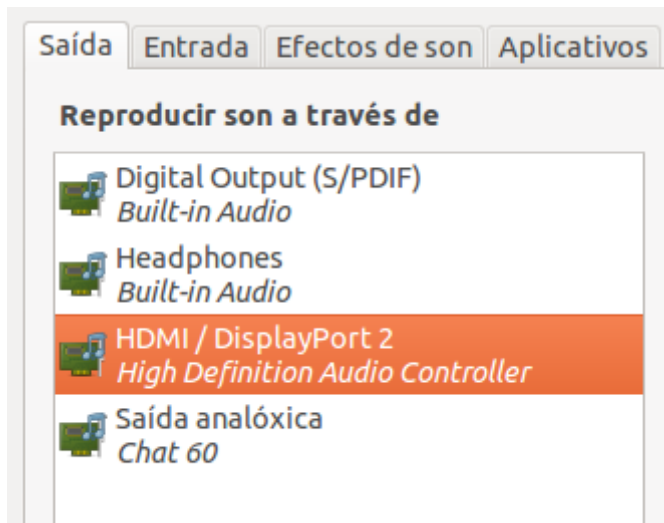 Saída Entrada Efectos de son Aplicativos
Reproducir son a través de
Digital Output (S/PDIF)
Built-in Audio
Headphones
Built-in Audio
HDMI / DisplayPort 2
High Definition Audio Controller
Saída analóxica
Chat 60